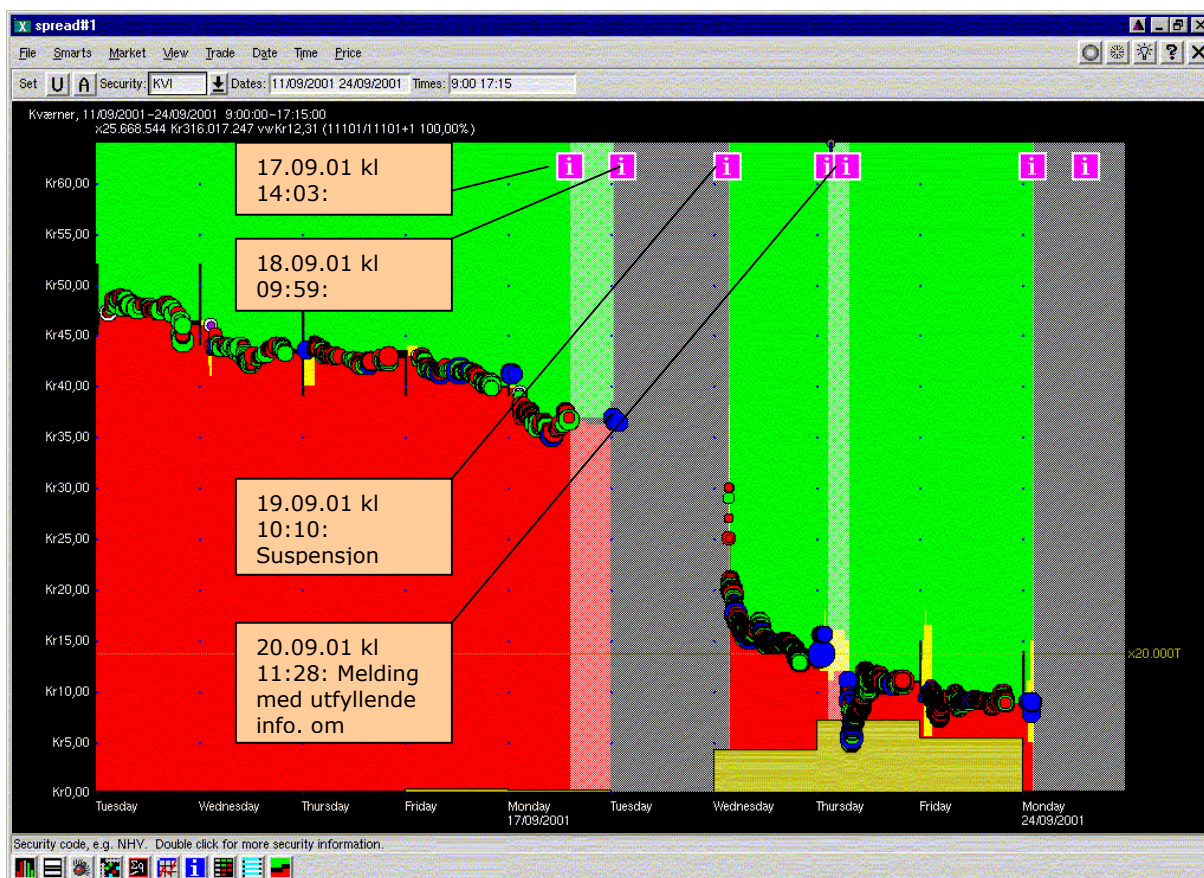 spread#1
File Smarts Market View Trade Date Time Price
Set U A Security: KVI Dates: 11/09/2001 24/09/2001 Times: 9:00 17:15
Kværner, 11/09/2001-24/09/2001 9:00:00-17:15:00
x25.668.544 Kr316.017.247 vwKr12,31 (11101/11101+1 100,00%)
17.09.01 kl
14:03:
18.09.01 kl
09:59:
19.09.01 kl
10:10:
Suspensjon
20.09.01 kl
11:28: Melding
med utfyllende
info. om
Kr60,00
Kr55,00
Kr50,00
Kr45,00
Kr40,00
Kr35,00
Kr30,00
Kr25,00
Kr20,00
Kr15,00
Kr10,00
Kr5,00
Kr0,00
x20.000T
Tuesday Wednesday Thursday Friday Monday Tuesday Wednesday Thursday Friday Monday
17/09/2001 24/09/2001
Security code, e.g. NHY. Double click for more security information.